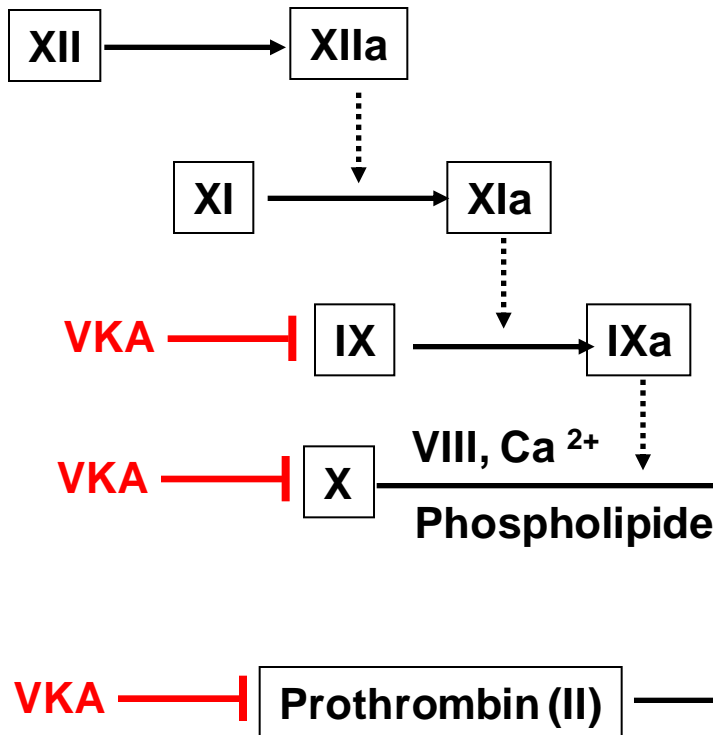 XII XIIa
XI XIa
VKA IX IXa
VIII, Ca 2+
VKA X
Phospholipide
VKA Prothrombin (II)